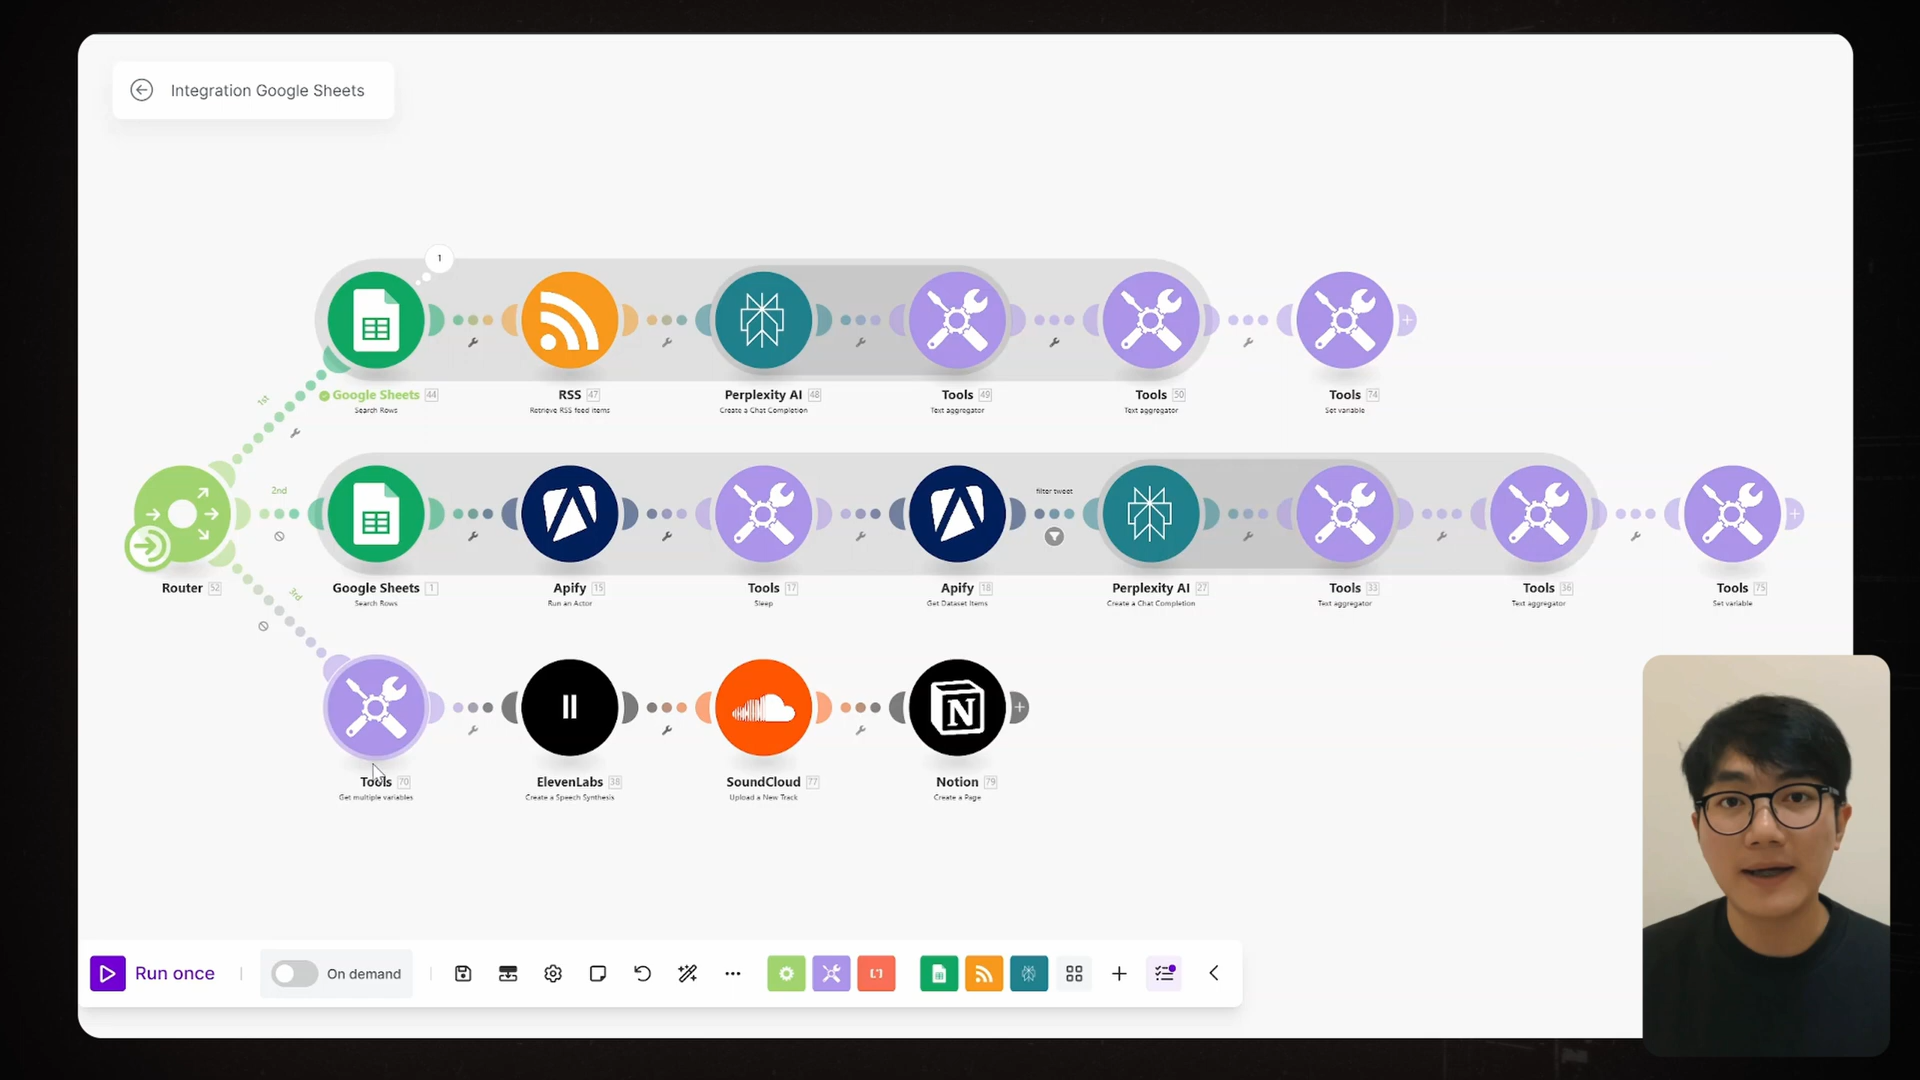 Integration Google Sheets
1
1st
Google Sheets 44
Search Rows
RSS 47
Retrieve RSS feed items
Perplexity AI 48
Create a Chat Completion
Tools 49
Text aggregator
Tools 50
Text aggregator
Tools 74
Set variable
2nd
filter tweet
Router 52
Google Sheets 1
Search Rows
Apify 15
Run an Actor
Tools 17
Sleep
Apify 18
Get Dataset Items
Perplexity AI 27
Create a Chat Completion
Tools 33
Text aggregator
Tools 36
Text aggregator
Tools 75
Set variable
3rd
Tools 70
Get multiple variables
ElevenLabs 38
Create a Speech Synthesis
SoundCloud 77
Upload a New Track
Notion 79
Create a Page
Run once
On demand